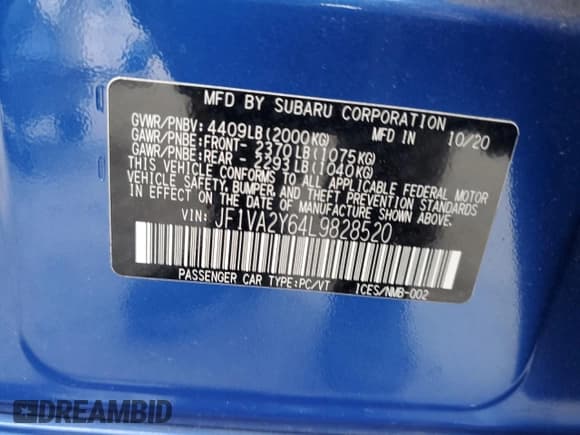 MFD BY SUBARU CORPORATION
GVWR/PNBV: 4409LB(2000KG) MFD IN 10/20
GAWR/PNBE:FRONT- 2370LB(1075KG)
GAWR/PNBE:REAR - 2293LB(1040KG)
THIS VEHICLE CONFORMS TO ALL APPLICABLE FEDERAL MOTOR
VEHICLE SAFETY, BUMPER, AND THEFT PREVENTION STANDARDS
IN EFFECT ON THE DATE OF MANUFACTURE SHOWN ABOVE.
VIN: JF1VA2Y64L9828520
PASSENGER CAR TYPE:PC/VT ICES/NMB-002
DREAMBID